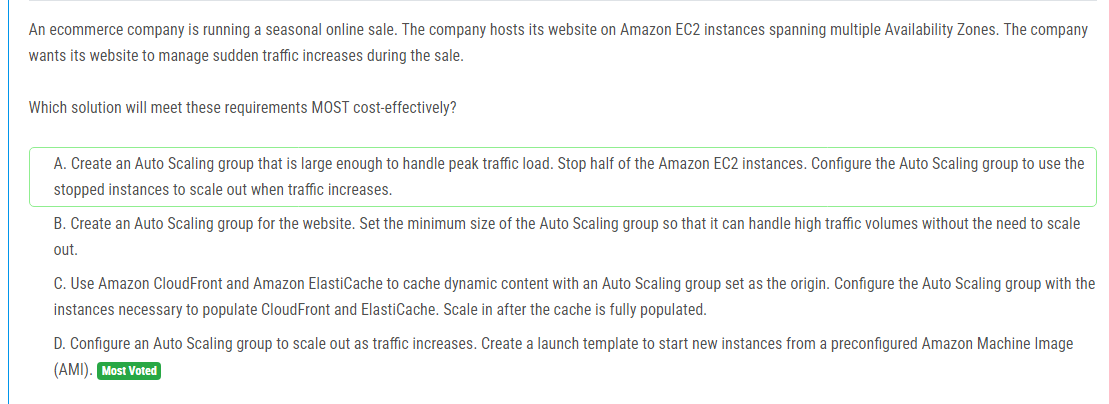 An ecommerce company is running a seasonal online sale. The company hosts its website on Amazon EC2 instances spanning multiple Availability Zones. The company
wants its website to manage sudden traffic increases during the sale.
Which solution will meet these requirements MOST cost-effectively?
A. Create an Auto Scaling group that is large enough to handle peak traffic load. Stop half of the Amazon EC2 instances. Configure the Auto Scaling group to use the
stopped instances to scale out when traffic increases.
B. Create an Auto Scaling group for the website. Set the minimum size of the Auto Scaling group so that it can handle high traffic volumes without the need to scale
out.
C. Use Amazon CloudFront and Amazon ElastiCache to cache dynamic content with an Auto Scaling group set as the origin. Configure the Auto Scaling group with the
instances necessary to populate CloudFront and ElastiCache. Scale in after the cache is fully populated.
D. Configure an Auto Scaling group to scale out as traffic increases. Create a launch template to start new instances from a preconfigured Amazon Machine Image
(AMI). Most Voted